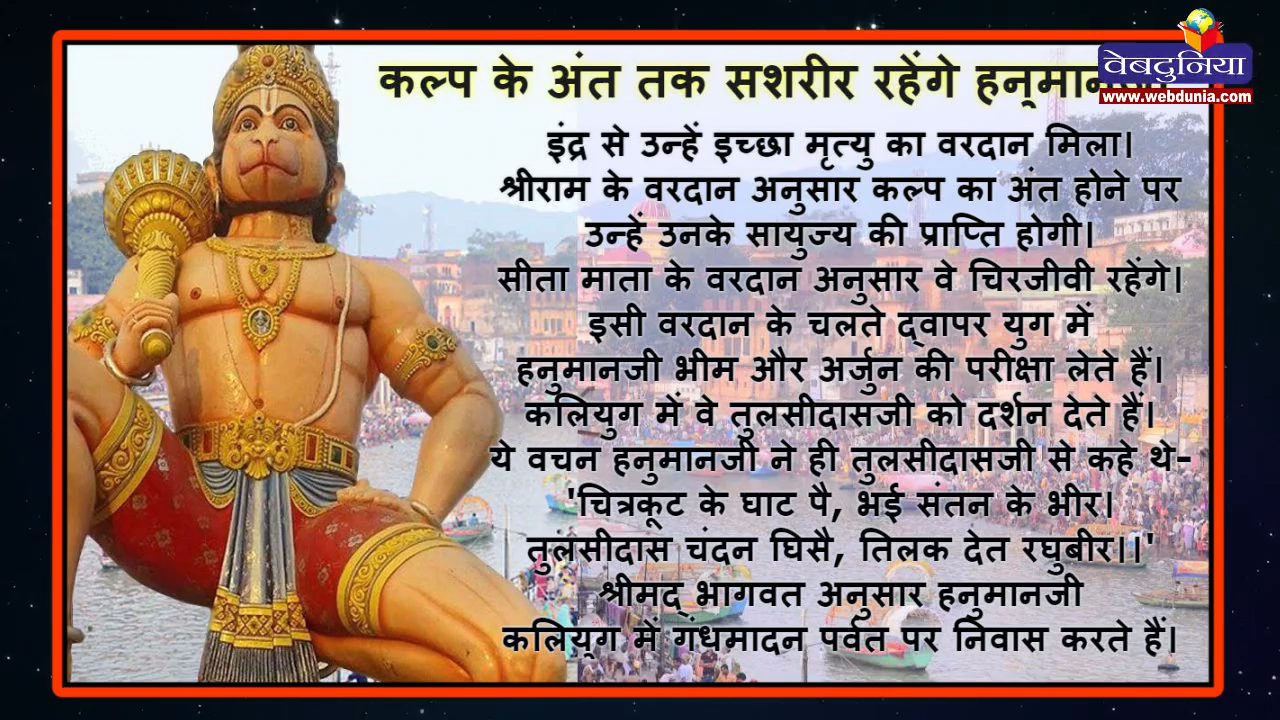 वेबदुनिया
www.webdunia.com
कल्प के अंत तक सशरीर रहेंगे
इंद्र से उन्हें इच्छा मृत्यु का वरदान मिला।
श्रीराम के वरदान अनुसार कल्प का अंत होने पर
उन्हें उनके सायुज्य की प्राप्ति होगी।
सीता माता के वरदान अनुसार वे चिरजीवी रहेंगे।
इसी वरदान के चलते द्वापर युग में
हनुमानजी भीम और अर्जुन की परीक्षा लेते हैं।
कलियुग में वे तुलसीदासजी को दर्शन देते हैं।
ये वचन हनुमानजी ने ही तुलसीदासजी से कहे थे-
'चित्रकूट के घाट पै, भई संतन के भीर।
तुलसीदास चंदन घिसै, तिलक देत रघुबीर।।'
श्रीमद् भागवत अनुसार हनुमानजी
कलियुग में गंधमादन पर्वत पर निवास करते हैं।